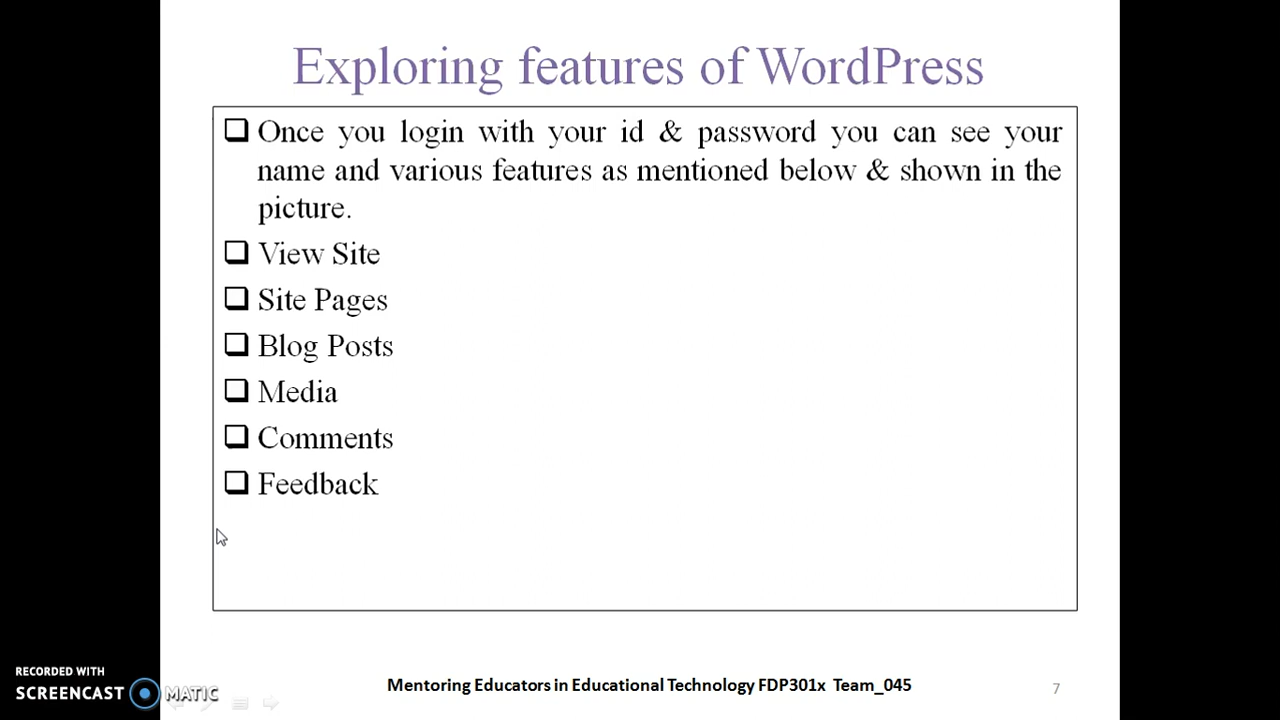 Exploring features of WordPress
Once you login with your id & password you can see your
name and various features as mentioned below & shown in the
picture.
View Site
Site Pages
Blog Posts
Media
Comments
Feedback
RECORDED WITH
SCREENCAST MATIC
Mentoring Educators in Educational Technology FDP301x Team_045
7